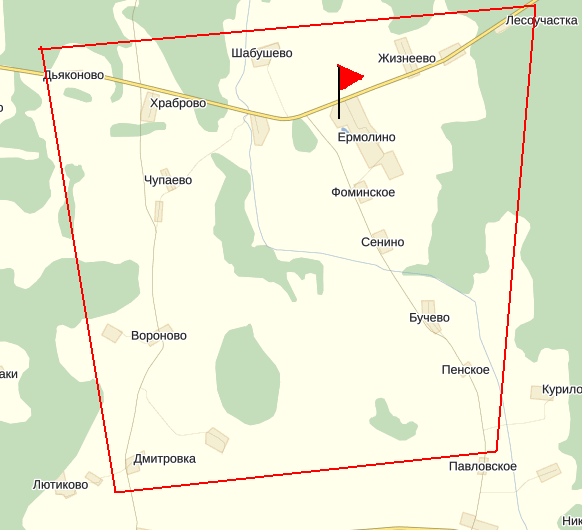 Лесоучастка
Шабушево
Жизнеево
Дьяконово
Храброво
о
Ермолино
Чупаево
Фоминское
Сенино
Бучево
Вороново
Пенское
аки
Курило
Дмитровка
Павловское
Лютиково
Ник